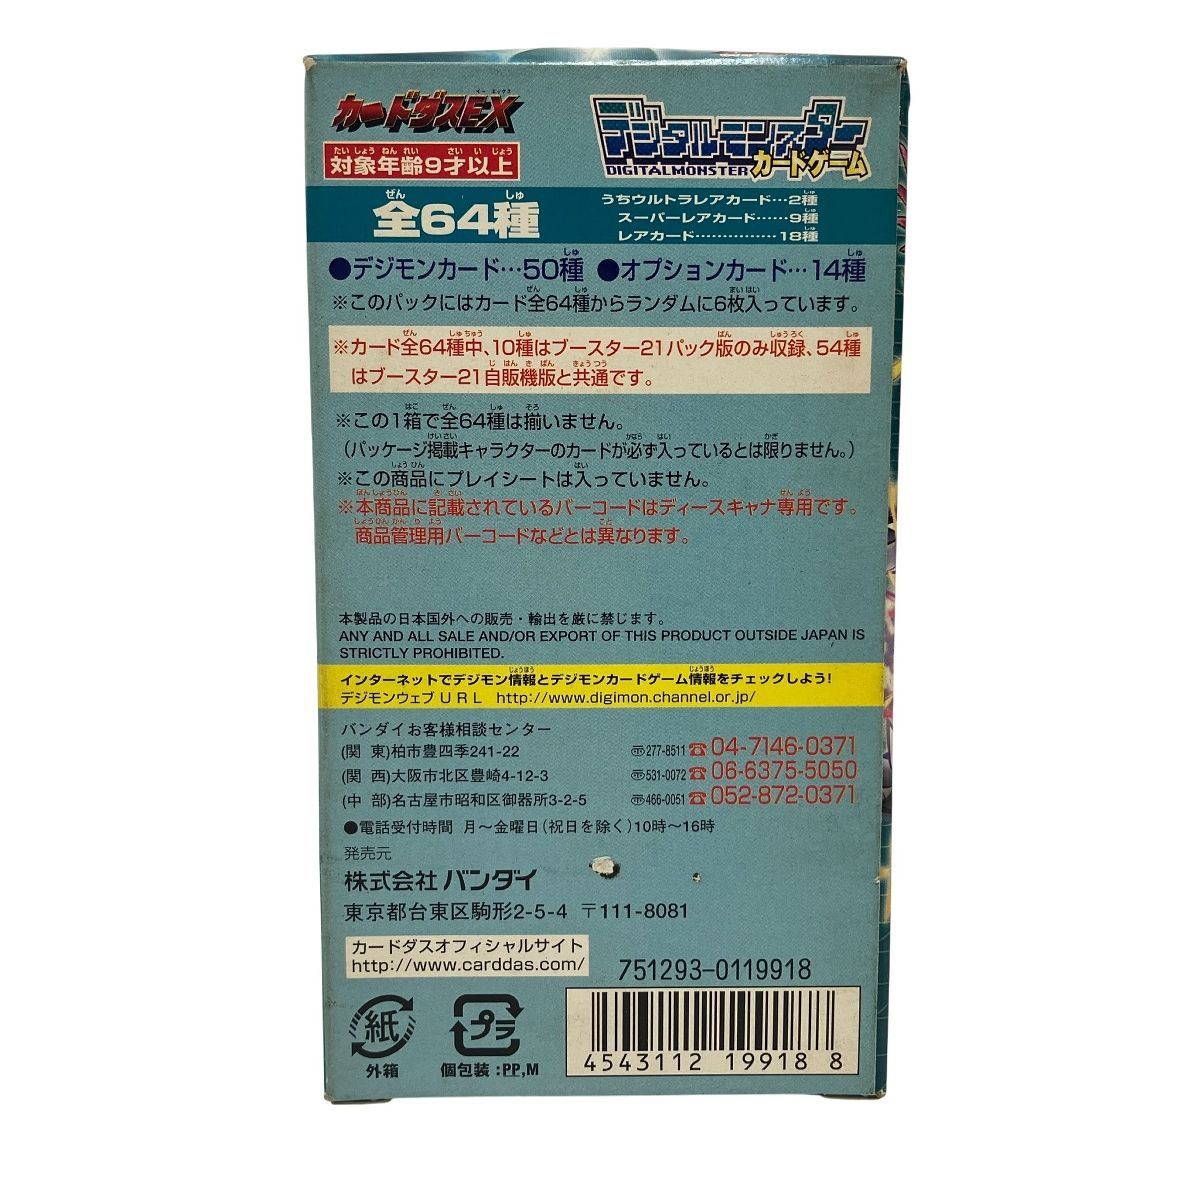 カードダスEX
イー エックス
対象年齢9才以上
たいしょうねんれい さい いじょう
デジタルモンスター
DIGITALMONSTER カードゲーム
全64種
ぜん しゅ
うちウルトラレアカード…2種
スーパーレアカード……9種
レアカード……………18種
●デジモンカード…50種 ●オプションカード…14種
※このパックにはカード全64種からランダムに6枚入っています。
※カード全64種中、10種はブースター21パック版のみ収録、54種
はブースター21自販機版と共通です。
※この1箱で全64種は揃いません。
(パッケージ掲載キャラクターのカードが必ず入っているとは限りません。)
※この商品にプレイシートは入っていません。
※本商品に記載されているバーコードはディースキャナ専用です。
商品管理用バーコードなどとは異なります。
本製品の日本国外への販売・輸出を厳に禁じます。
ANY AND ALL SALE AND/OR EXPORT OF THIS PRODUCT OUTSIDE JAPAN IS
STRICTLY PROHIBITED.
インターネットでデジモン情報とデジモンカードゲーム情報をチェックしよう!
デジモンウェブURL http://www.digimon.channel.or.jp/
バンダイお客様相談センター
(関 東)柏市豊四季241-22 〒277-8511 ☎04-7146-0371
(関 西)大阪市北区豊崎4-12-3 〒531-0072 ☎06-6375-5050
(中 部)名古屋市昭和区御器所3-2-5 〒466-0051 ☎052-872-0371
●電話受付時間 月〜金曜日(祝日を除く)10時〜16時
発売元
株式会社 バンダイ
東京都台東区駒形2-5-4 〒111-8081
カードダスオフィシャルサイト
http://www.carddas.com/
751293-0119918
紙
外箱
プラ
個包装:PP,M
4543112 19918 8